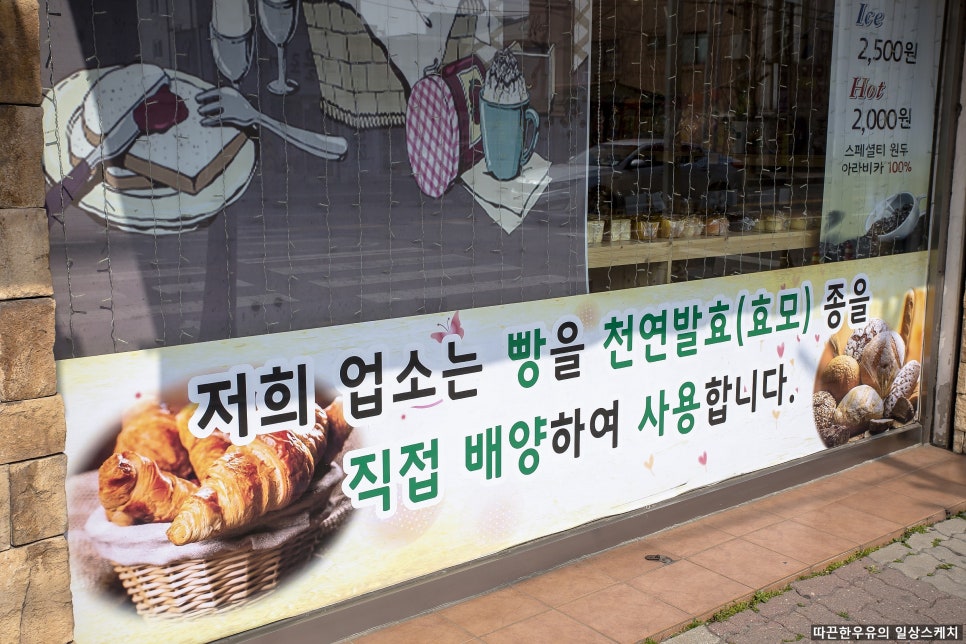 Ice
2,500원
Hot
2,000원
스페셜티 원두
아라비카 100%
저희 업소는 빵을 천연발효(효모) 종을
직접 배양하여 사용합니다.
따끈한우유의 일상스케치